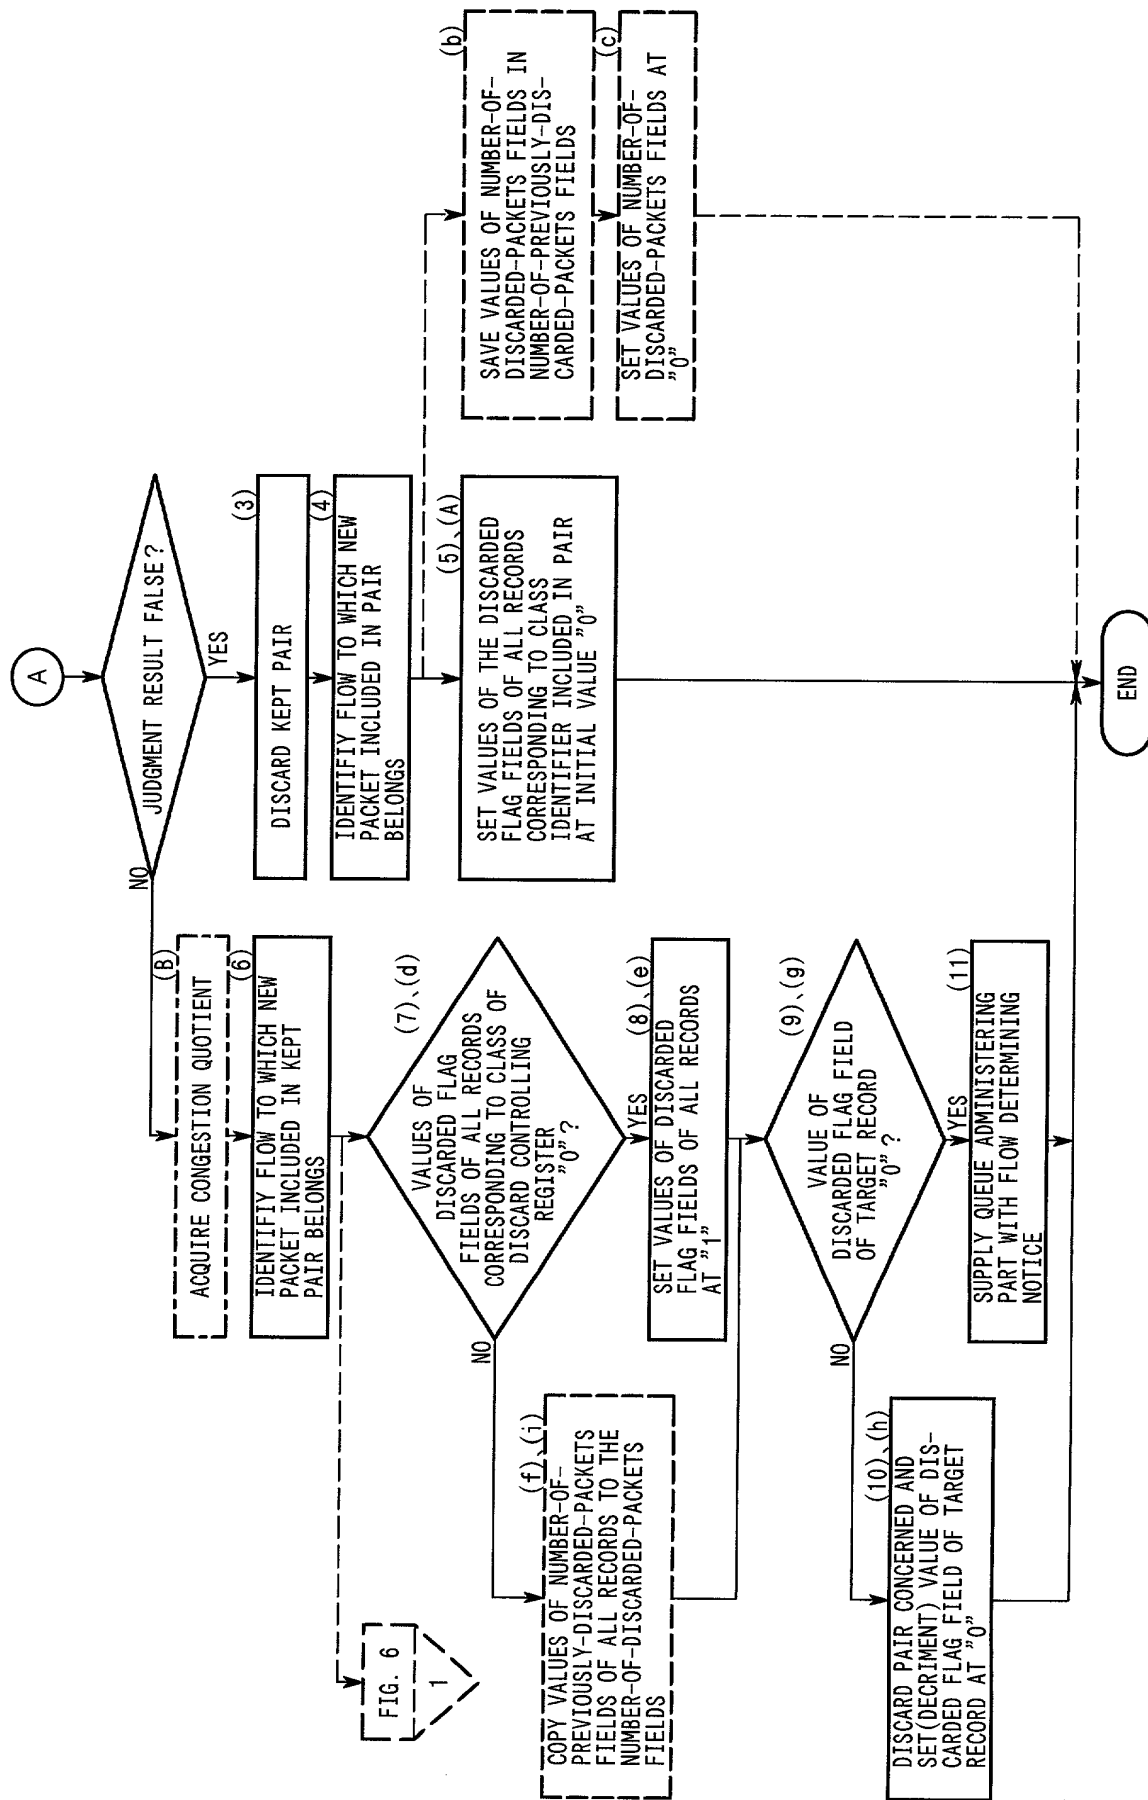 A
JUDGMENT RESULT FALSE?
YES
NO
(3)
DISCARD KEPT PAIR
(4)
IDENTIFIY FLOW TO WHICH NEW
PACKET INCLUDED IN PAIR
BELONGS
(5)、(A)
SET VALUES OF THE DISCARDED
FLAG FIELDS OF ALL RECORDS
CORRESPONDING TO CLASS
IDENTIFIER INCLUDED IN PAIR
AT INITIAL VALUE "0"
(b)
SAVE VALUES OF NUMBER-OF-
DISCARDED-PACKETS FIELDS IN
NUMBER-OF-PREVIOUSLY-DIS-
CARDED-PACKETS FIELDS
(c)
SET VALUES OF NUMBER-OF-
DISCARDED-PACKETS FIELDS AT
"0"
(B)
ACQUIRE CONGESTION QUOTIENT
(6)
IDENTIFIY FLOW TO WHICH NEW
PACKET INCLUDED IN KEPT
PAIR BELONGS
FIG. 6
1
(7)、(d)
VALUES OF
DISCARDED FLAG
FIELDS OF ALL RECORDS
CORRESPONDING TO CLASS OF
DISCARD CONTROLLING
REGISTER
"0"?
NO
YES
(f)、(i)
COPY VALUES OF NUMBER-OF-
PREVIOUSLY-DISCARDED-PACKETS
FIELDS OF ALL RECORDS TO THE
NUMBER-OF-DISCARDED-PACKETS
FIELDS
(8)、(e)
SET VALUES OF DISCARDED
FLAG FIELDS OF ALL RECORDS
AT "1"
(9)、(g)
VALUE OF
DISCARDED FLAG FIELD
OF TARGET RECORD
"0"?
NO
YES
(10)、(h)
DISCARD PAIR CONCERNED AND
SET(DECRIMENT) VALUE OF DIS-
CARDED FLAG FIELD OF TARGET
RECORD AT "0"
(11)
SUPPLY QUEUE ADMINISTERING
PART WITH FLOW DETERMINING
NOTICE
END